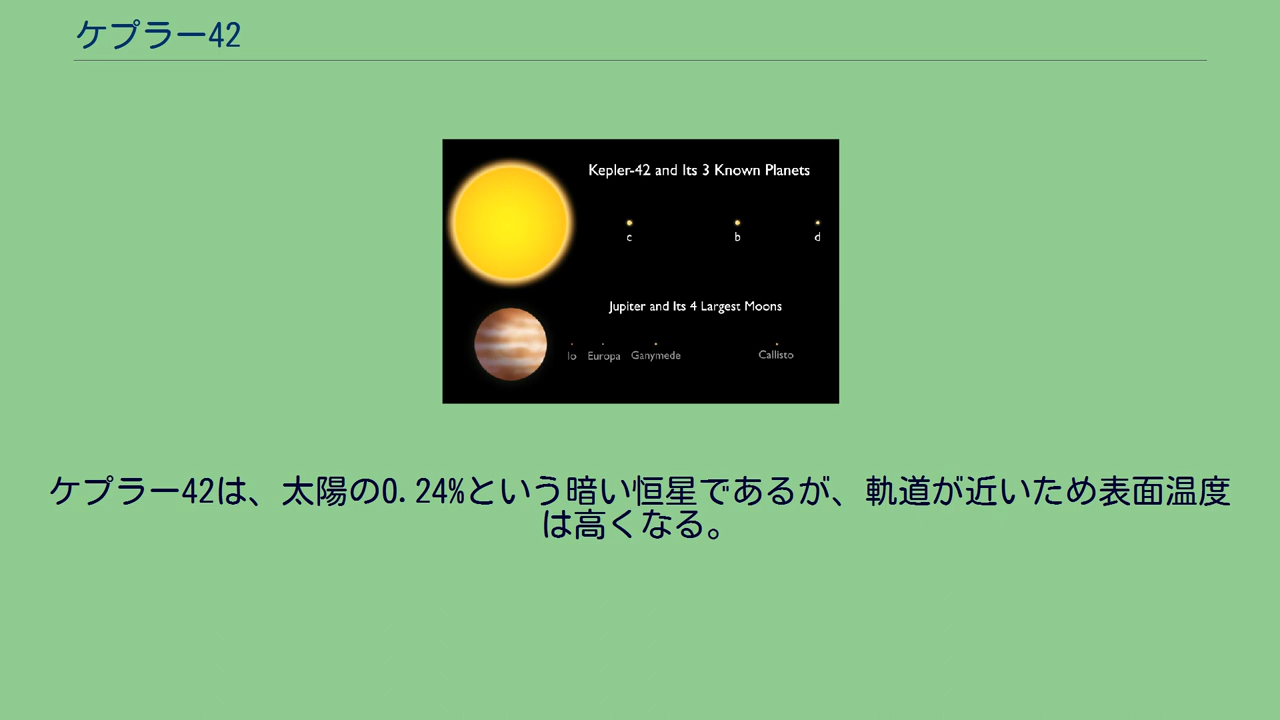 ケプラー42
Kepler-42 and Its 3 Known Planets
c b d
Jupiter and Its 4 Largest Moons
Io Europa Ganymede Callisto
ケプラー42は、太陽の0.24%という暗い恒星であるが、軌道が近いため表面温度
は高くなる。